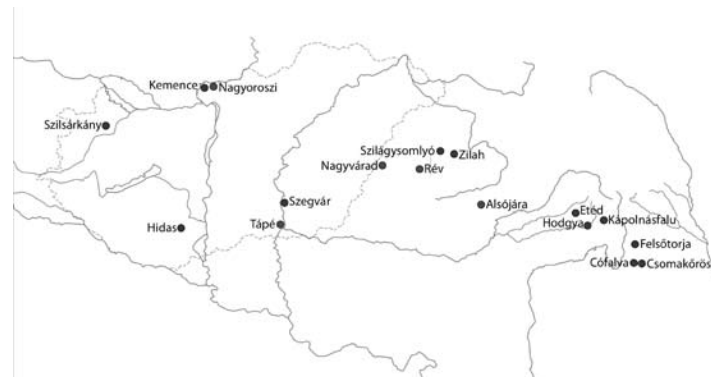 Kemence
Nagyoroszi
Szilsárkány
Szilágysomlyó
Zilah
Nagyvárad
Rév
Szegvár
Alsójára
Etéd
Hodgya
Kápolnásfalu
Hidas
Tápé
Felsőtorja
Cófalva
Csomakőrös